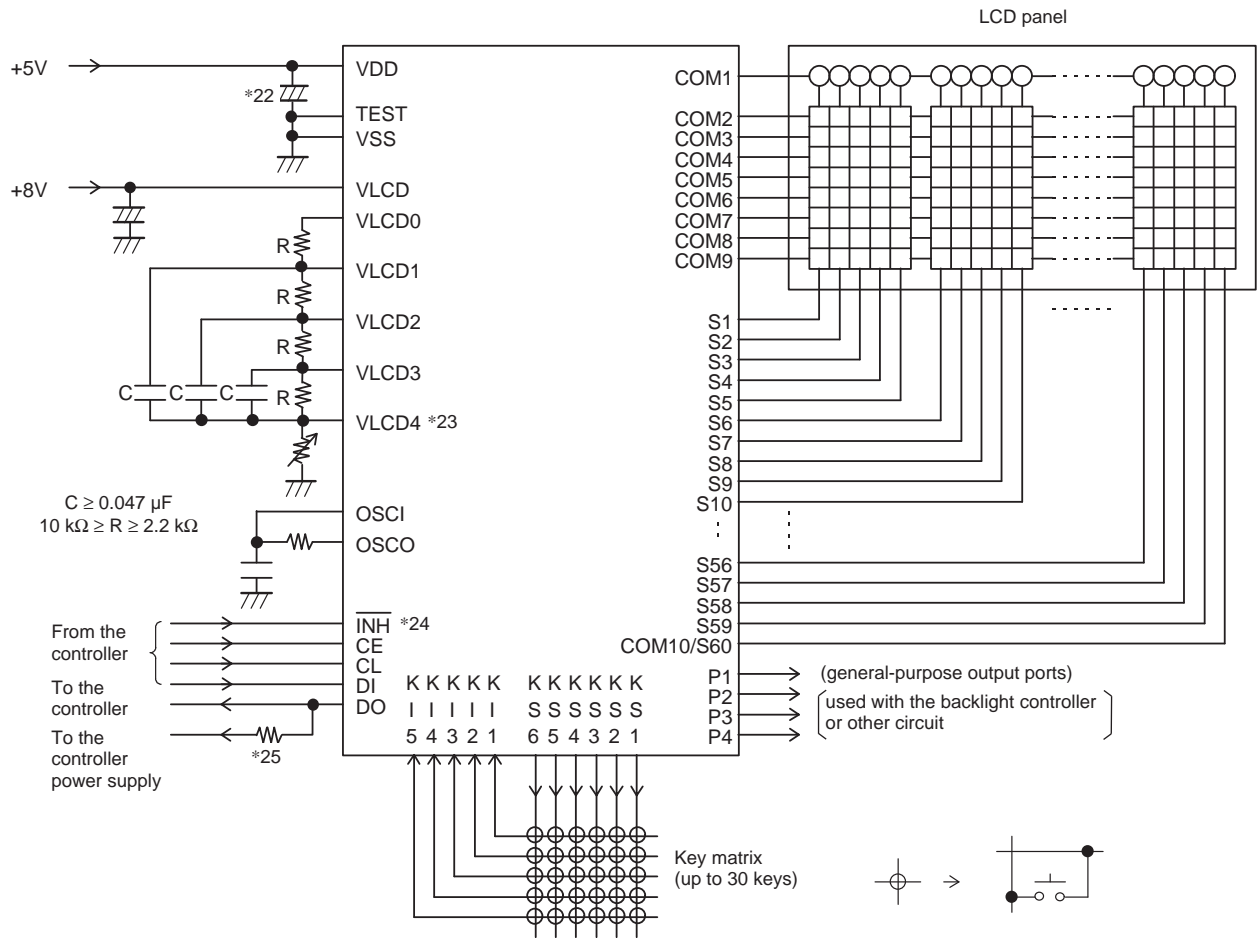 LCD panel
+5V
VDD
COM1
*22
TEST
VSS
COM2
COM3
COM4
COM5
COM6
COM7
COM8
COM9
+8V
VLCD
VLCD0
R
VLCD1
R
VLCD2
R
VLCD3
C
C
C
R
VLCD4 *23
S1
S2
S3
S4
S5
S6
S7
S8
S9
S10
C ≥ 0.047 µF
10 kΩ ≥ R ≥ 2.2 kΩ
OSCI
OSCO
S56
S57
S58
S59
COM10/S60
From the
controller
INH *24
CE
CL
DI
To the
controller
DO
To the
controller
power supply
*25
K K K K K K K K K K K
I I I I I S S S S S S
5 4 3 2 1 6 5 4 3 2 1
P1
P2
P3
P4
(general-purpose output ports)
used with the backlight controller
or other circuit
Key matrix
(up to 30 keys)